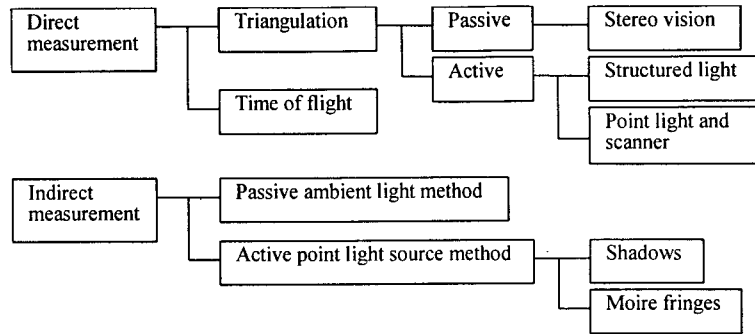 Direct
measurement
Triangulation
Passive
Stereo vision
Active
Structured light
Time of flight
Point light and
scanner
Indirect
measurement
Passive ambient light method
Active point light source method
Shadows
Moire fringes